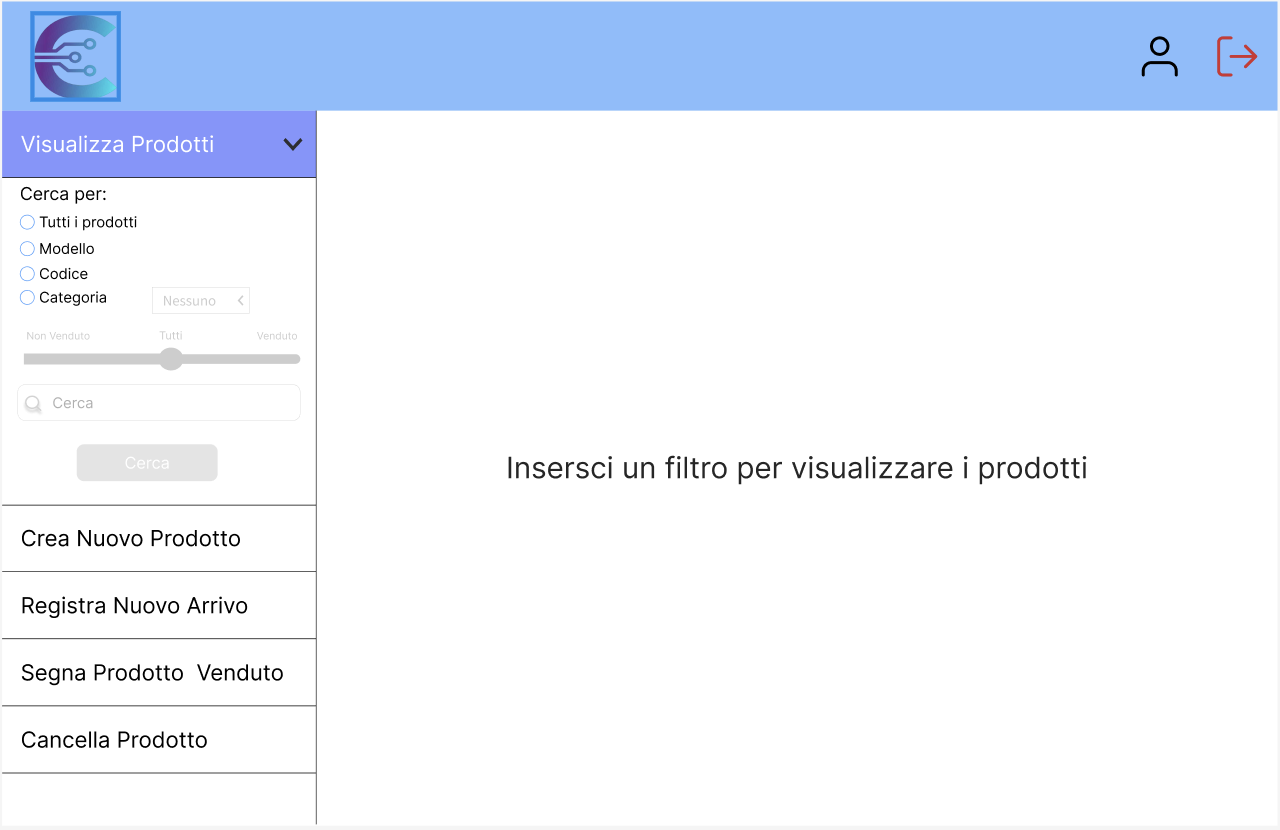 Visualizza Prodotti
Cerca per:
Tutti i prodotti
Modello
Codice
Categoria
Nessuno
Non Venduto Tutti Venduto
Cerca
Cerca
Crea Nuovo Prodotto
Registra Nuovo Arrivo
Segna Prodotto Venduto
Cancella Prodotto
Insersci un filtro per visualizzare i prodotti